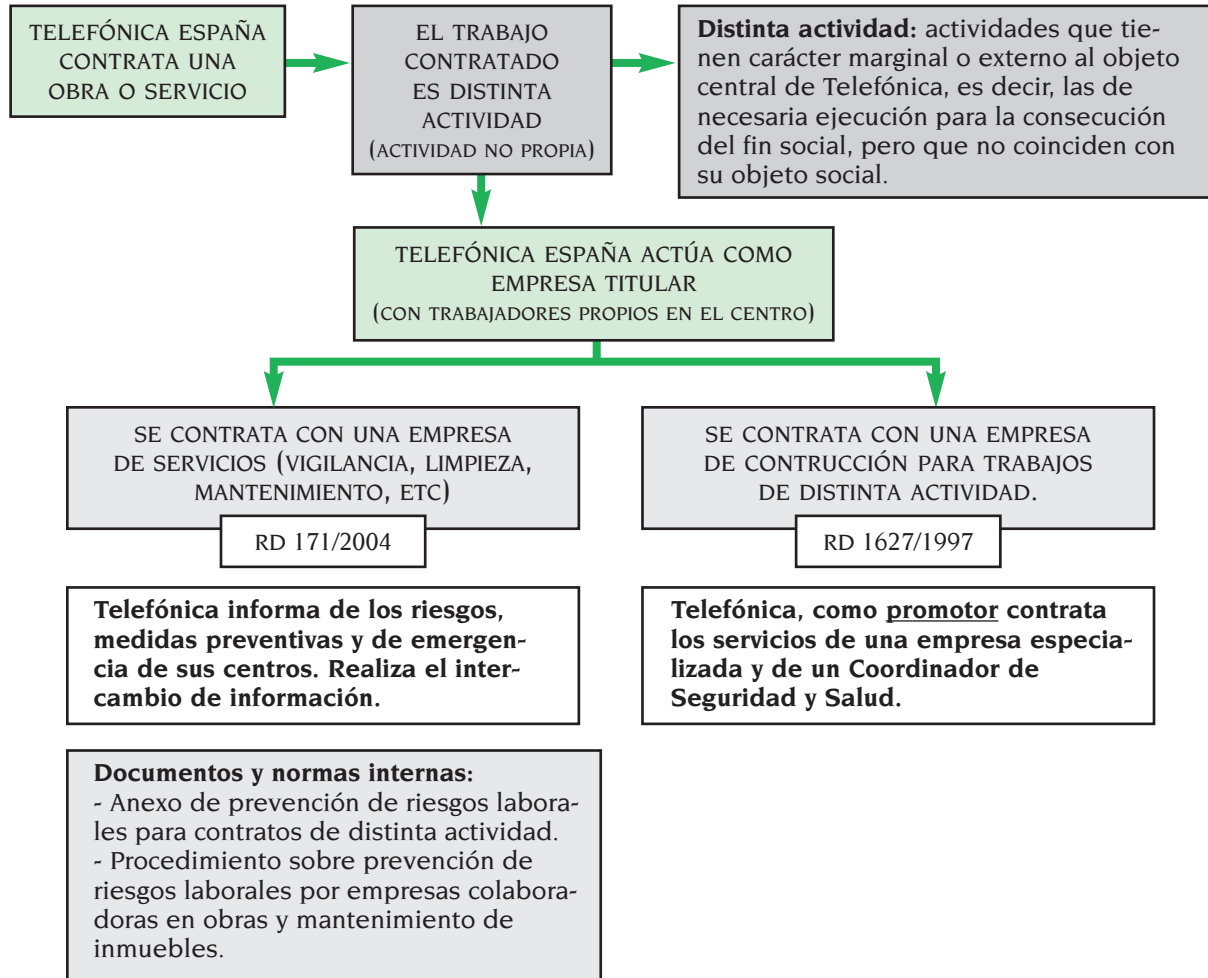 TELEFÓNICA ESPAÑA
CONTRATA UNA
OBRA O SERVICIO
EL TRABAJO
CONTRATADO
ES DISTINTA
ACTIVIDAD
(ACTIVIDAD NO PROPIA)
Distinta actividad: actividades que tie-
nen carácter marginal o externo al objeto
central de Telefónica, es decir, las de
necesaria ejecución para la consecución
del fin social, pero que no coinciden con
su objeto social.
TELEFÓNICA ESPAÑA ACTÚA COMO
EMPRESA TITULAR
(CON TRABAJADORES PROPIOS EN EL CENTRO)
SE CONTRATA CON UNA EMPRESA
DE SERVICIOS (VIGILANCIA, LIMPIEZA,
MANTENIMIENTO, ETC)
RD 171/2004
Telefónica informa de los riesgos,
medidas preventivas y de emergen-
cia de sus centros. Realiza el inter-
cambio de información.
Documentos y normas internas:
- Anexo de prevención de riesgos labora-
les para contratos de distinta actividad.
- Procedimiento sobre prevención de
riesgos laborales por empresas colabora-
doras en obras y mantenimiento de
inmuebles.
SE CONTRATA CON UNA EMPRESA
DE CONTRUCCIÓN PARA TRABAJOS
DE DISTINTA ACTIVIDAD.
RD 1627/1997
Telefónica, como promotor contrata
los servicios de una empresa especia-
lizada y de un Coordinador de
Seguridad y Salud.